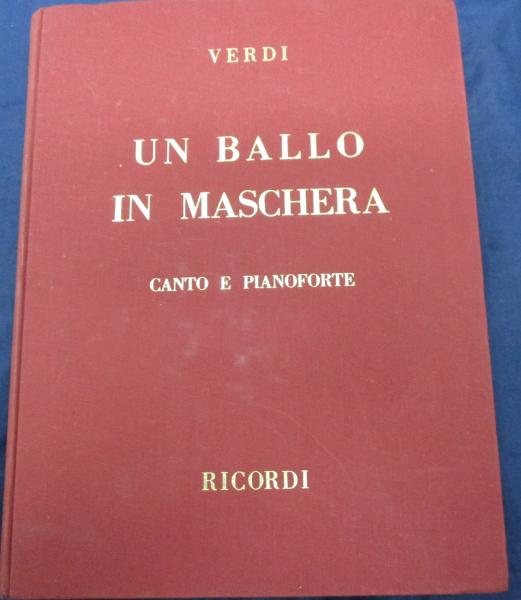 VERDI
UN BALLO
IN MASCHERA
CANTO E PIANOFORTE
RICORDI